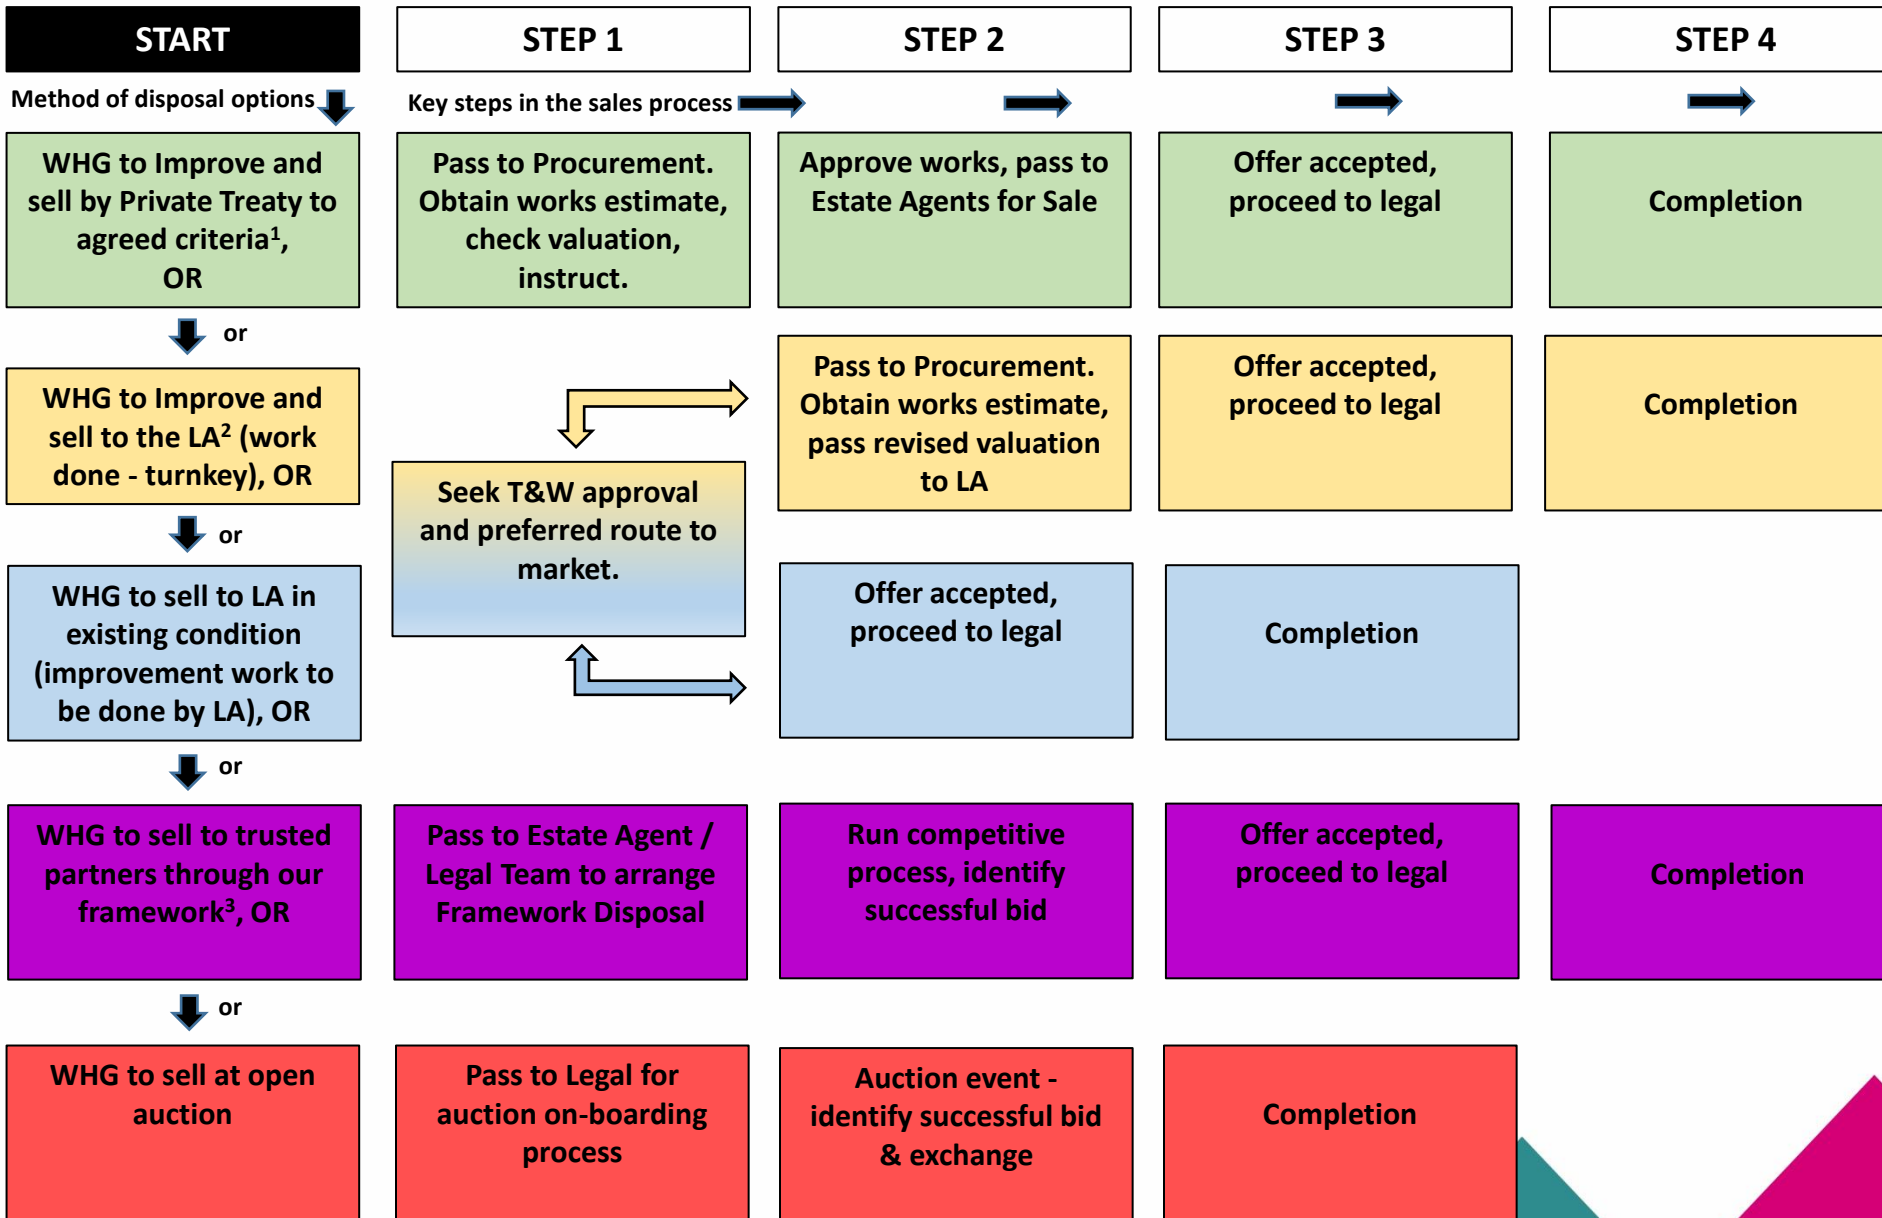 START
STEP 1
STEP 2
STEP 3
STEP 4
Method of disposal options
Key steps in the sales process
WHG to Improve and
sell by Private Treaty to
agreed criteria¹,
OR
Pass to Procurement.
Obtain works estimate,
check valuation,
instruct.
Approve works, pass to
Estate Agents for Sale
Offer accepted,
proceed to legal
Completion
or
WHG to Improve and
sell to the LA² (work
done - turnkey), OR
Seek T&W approval
and preferred route to
market.
Pass to Procurement.
Obtain works estimate,
pass revised valuation
to LA
Offer accepted,
proceed to legal
Completion
or
WHG to sell to LA in
existing condition
(improvement work to
be done by LA), OR
Offer accepted,
proceed to legal
Completion
or
WHG to sell to trusted
partners through our
framework³, OR
Pass to Estate Agent /
Legal Team to arrange
Framework Disposal
Run competitive
process, identify
successful bid
Offer accepted,
proceed to legal
Completion
or
WHG to sell at open
auction
Pass to Legal for
auction on-boarding
process
Auction event -
identify successful bid
& exchange
Completion